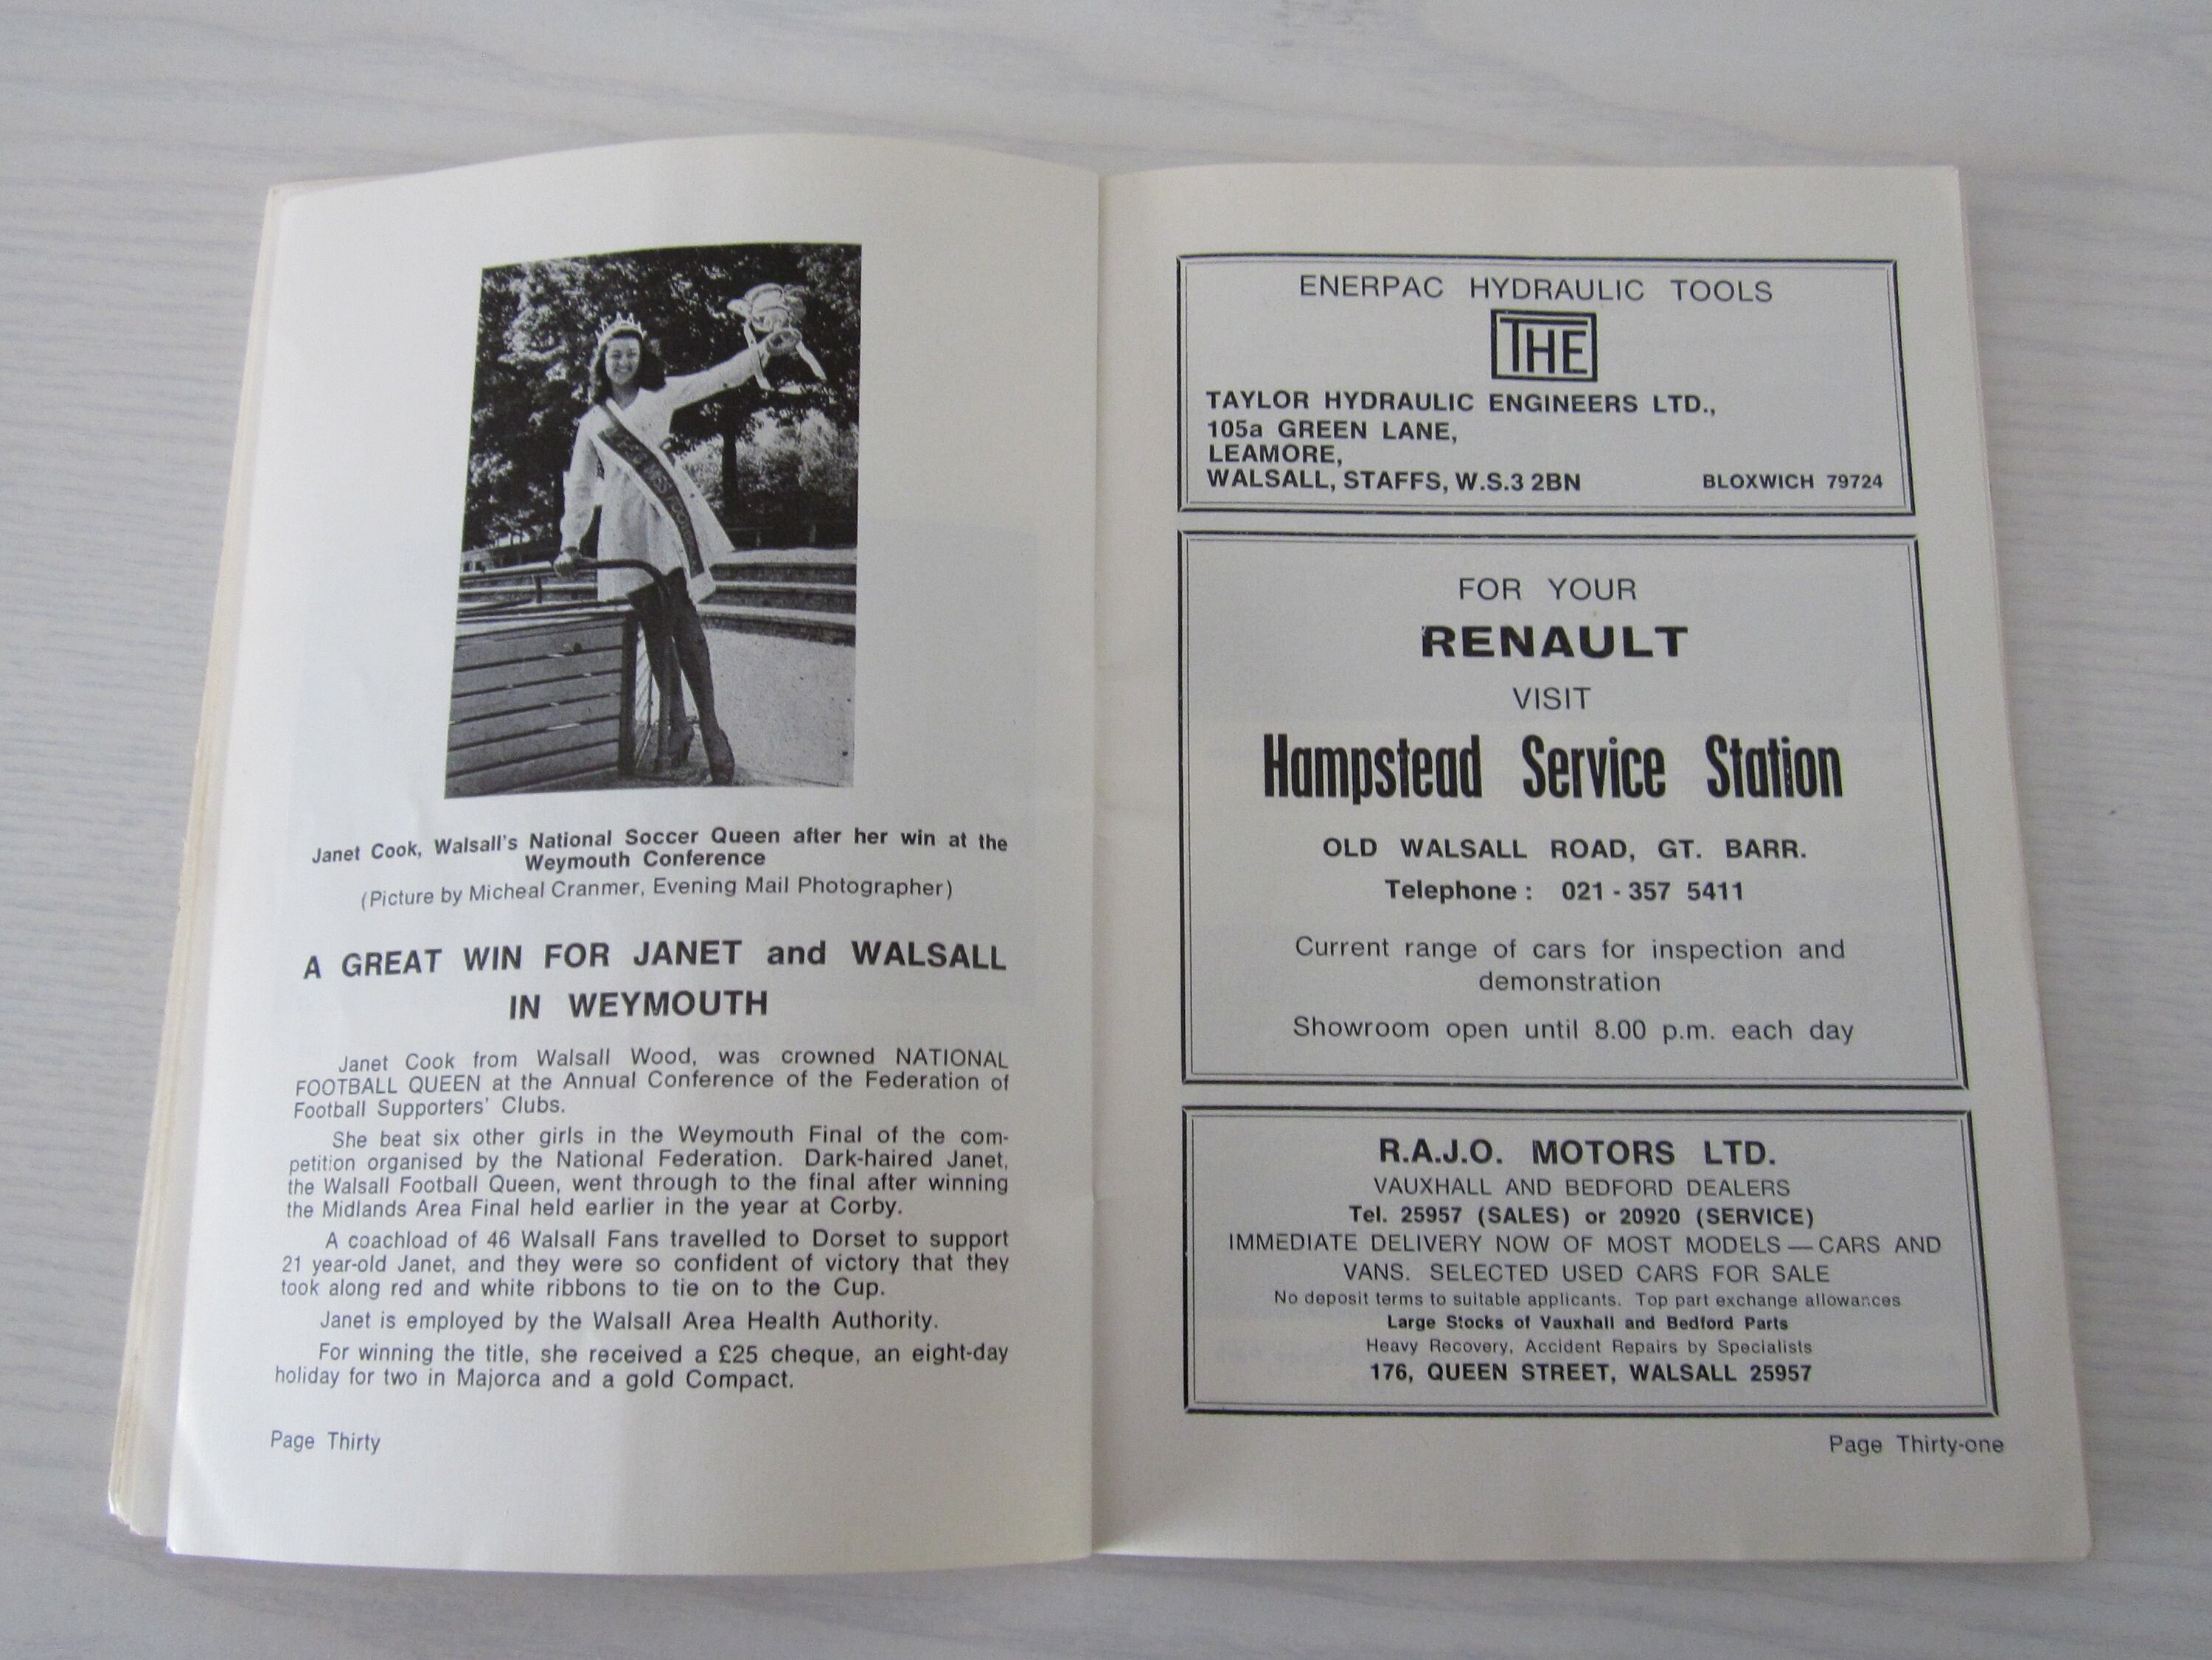 Janet Cook, Walsall's National Soccer Queen after her win at the
Weymouth Conference
(Picture by Micheal Cranmer, Evening Mail Photographer)
A GREAT WIN FOR JANET and WALSALL
IN WEYMOUTH
Janet Cook from Walsall Wood, was crowned NATIONAL
FOOTBALL QUEEN at the Annual Conference of the Federation of
Football Supporters' Clubs.
She beat six other girls in the Weymouth Final of the com-
petition organised by the National Federation. Dark-haired Janet,
the Walsall Football Queen, went through to the final after winning
the Midlands Area Final held earlier in the year at Corby.
A coachload of 46 Walsall Fans travelled to Dorset to support
21 year-old Janet, and they were so confident of victory that they
took along red and white ribbons to tie on to the Cup.
Janet is employed by the Walsall Area Health Authority.
For winning the title, she received a £25 cheque, an eight-day
holiday for two in Majorca and a gold Compact.
Page Thirty
ENERPAC HYDRAULIC TOOLS
THE
TAYLOR HYDRAULIC ENGINEERS LTD.,
105a GREEN LANE,
LEAMORE,
WALSALL, STAFFS, W.S.3 2BN BLOXWICH 79724
FOR YOUR
RENAULT
VISIT
Hampstead Service Station
OLD WALSALL ROAD, GT. BARR.
Telephone : 021 - 357 5411
Current range of cars for inspection and
demonstration
Showroom open until 8.00 p.m. each day
R.A.J.O. MOTORS LTD.
VAUXHALL AND BEDFORD DEALERS
Tel. 25957 (SALES) or 20920 (SERVICE)
IMMEDIATE DELIVERY NOW OF MOST MODELS — CARS AND
VANS. SELECTED USED CARS FOR SALE
No deposit terms to suitable applicants. Top part exchange allowances
Large Stocks of Vauxhall and Bedford Parts
Heavy Recovery, Accident Repairs by Specialists
176, QUEEN STREET, WALSALL 25957
Page Thirty-one